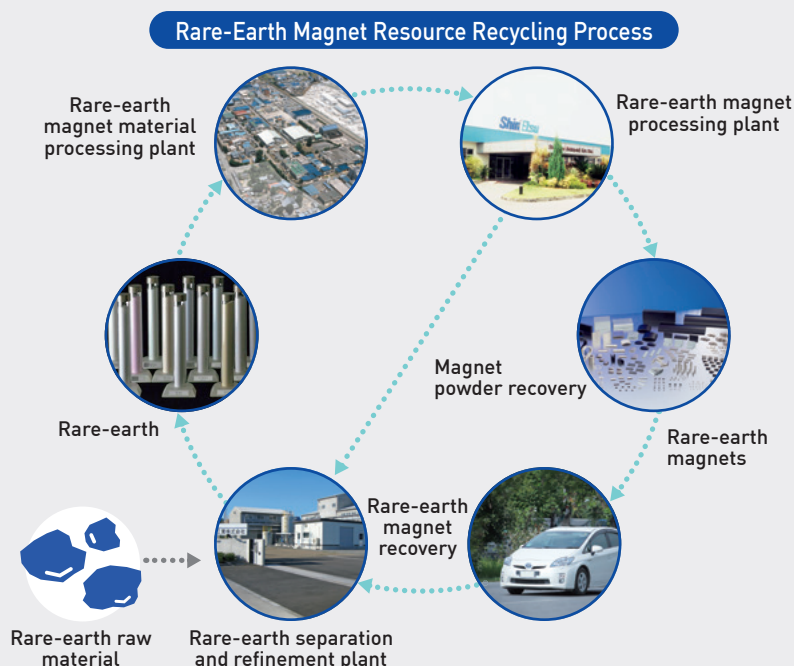 Rare-Earth Magnet Resource Recycling Process
Rare-earth
magnet material
processing plant
Rare-earth magnet
processing plant
Shin Etsu
Magnet
powder recovery
Rare-earth
Rare-earth
magnets
Rare-earth
magnet
recovery
Rare-earth raw
material
Rare-earth separation
and refinement plant